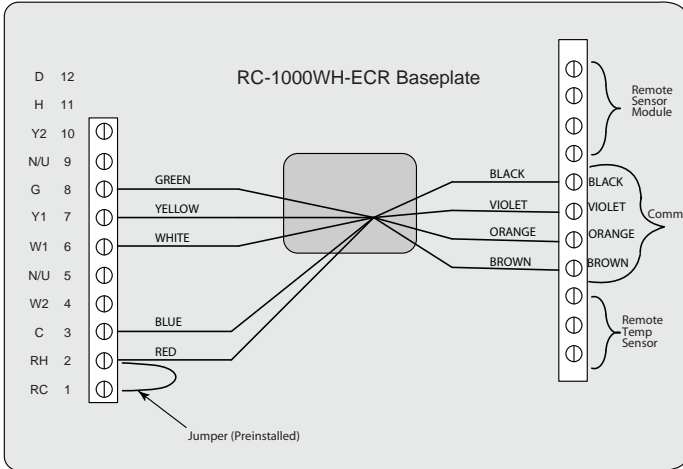 RC-1000WH-ECR Baseplate
D 12
H 11
Y2 10
N/U 9
G 8
Y1 7
W1 6
N/U 5
W2 4
C 3
RH 2
RC 1
GREEN
YELLOW
WHITE
BLUE
RED
Jumper (Preinstalled)
BLACK
VIOLET
ORANGE
BROWN
Remote
Sensor
Module
BLACK
VIOLET
Comm
ORANGE
BROWN
Remote
Temp
Sensor